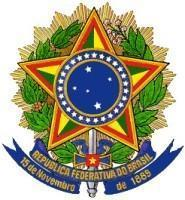 REPÚBLICA FEDERATIVA DO BRASIL
15 de Novembro de 1889